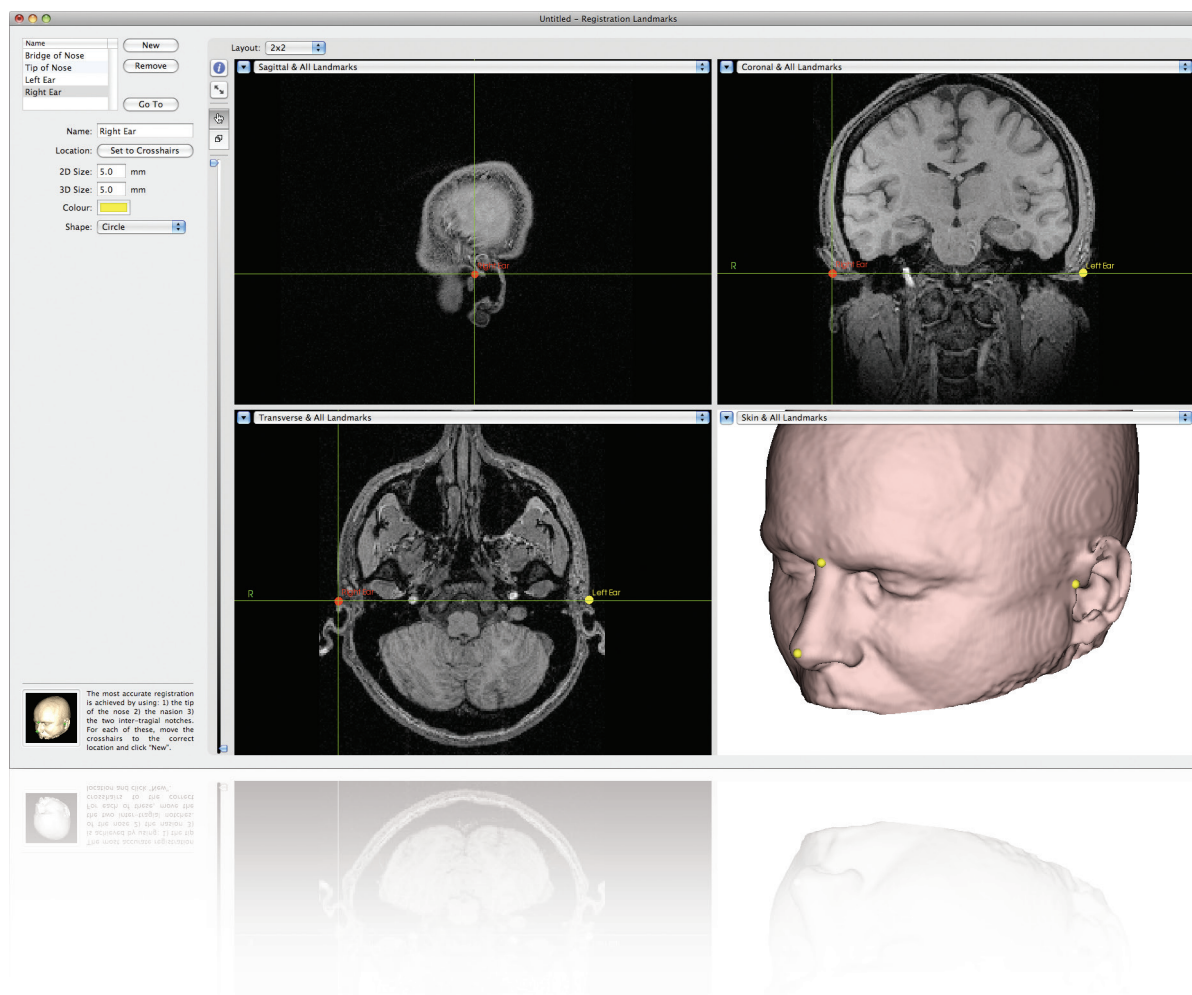 Untitled – Registration Landmarks
Name
Bridge of Nose
Tip of Nose
Left Ear
Right Ear
New
Remove
Go To
Name: Right Ear
Location: Set to Crosshairs
2D Size: 5.0 mm
3D Size: 5.0 mm
Colour:
Shape: Circle
The most accurate registration
is achieved by using: 1) the tip
of the nose 2) the nasion 3)
the two inter-tragial notches.
For each of these, move the
crosshairs to the correct
location and click "New".
Layout: 2x2
Sagittal & All Landmarks
Right Ear
Coronal & All Landmarks
R
Right Ear
Left Ear
Transverse & All Landmarks
R
Right Ear
Left Ear
Skin & All Landmarks